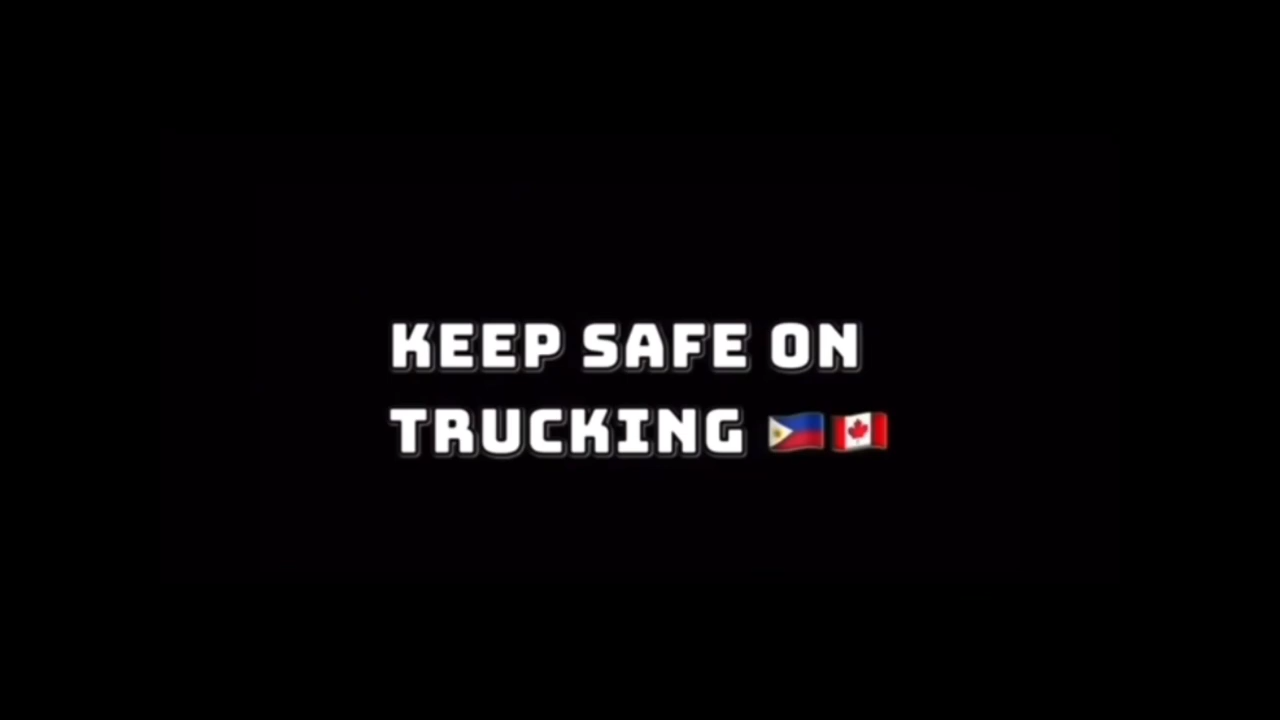 KEEP SAFE ON
TRUCKING 🇵🇭🇨🇦